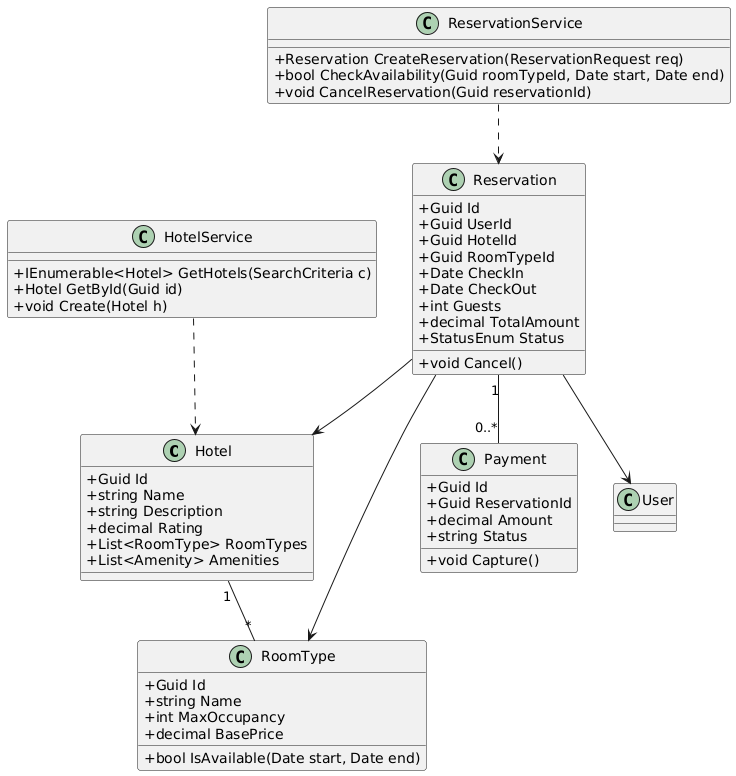 C ReservationService
+Reservation CreateReservation(ReservationRequest req)
+bool CheckAvailability(Guid roomTypeId, Date start, Date end)
+void CancelReservation(Guid reservationId)
C Reservation
+Guid Id
+Guid UserId
+Guid HotelId
+Guid RoomTypeId
+Date CheckIn
+Date CheckOut
+int Guests
+decimal TotalAmount
+StatusEnum Status
+void Cancel()
C HotelService
+IEnumerable<Hotel> GetHotels(SearchCriteria c)
+Hotel GetById(Guid id)
+void Create(Hotel h)
1
0..*
C Hotel
+Guid Id
+string Name
+string Description
+decimal Rating
+List<RoomType> RoomTypes
+List<Amenity> Amenities
C Payment
+Guid Id
+Guid ReservationId
+decimal Amount
+string Status
+void Capture()
C User
1
*
C RoomType
+Guid Id
+string Name
+int MaxOccupancy
+decimal BasePrice
+bool IsAvailable(Date start, Date end)